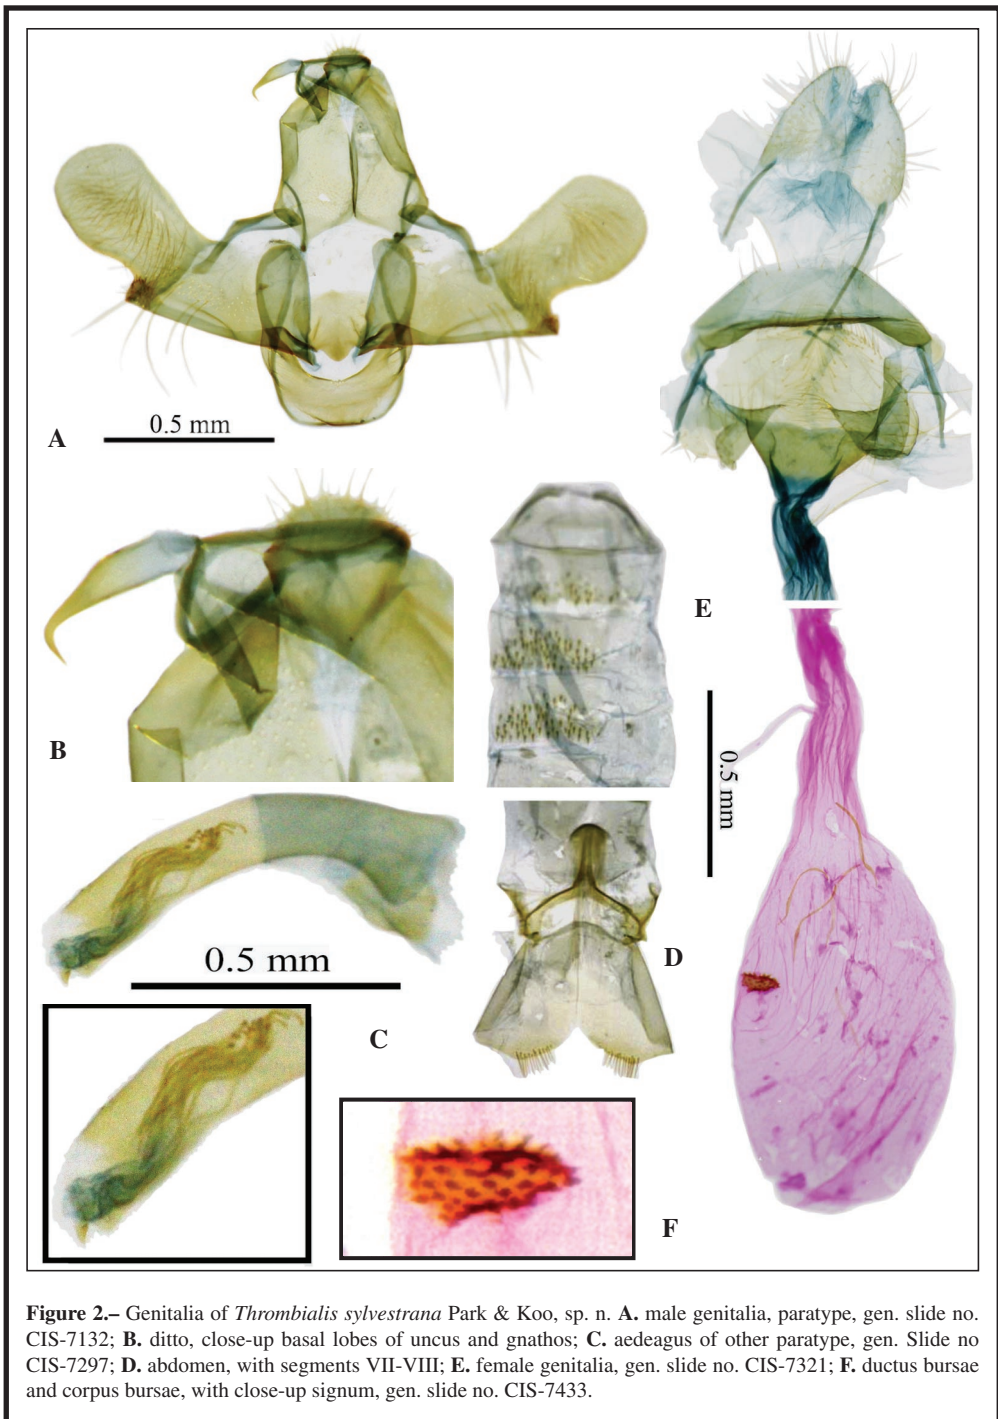 A
0.5 mm
B
E
0.5 mm
0.5 mm
C
D
F
Figure 2.– Genitalia of Thrombialis sylvestrana Park & Koo, sp. n. A. male genitalia, paratype, gen. slide no.
CIS-7132; B. ditto, close-up basal lobes of uncus and gnathos; C. aedeagus of other paratype, gen. Slide no
CIS-7297; D. abdomen, with segments VII-VIII; E. female genitalia, gen. slide no. CIS-7321; F. ductus bursae
and corpus bursae, with close-up signum, gen. slide no. CIS-7433.